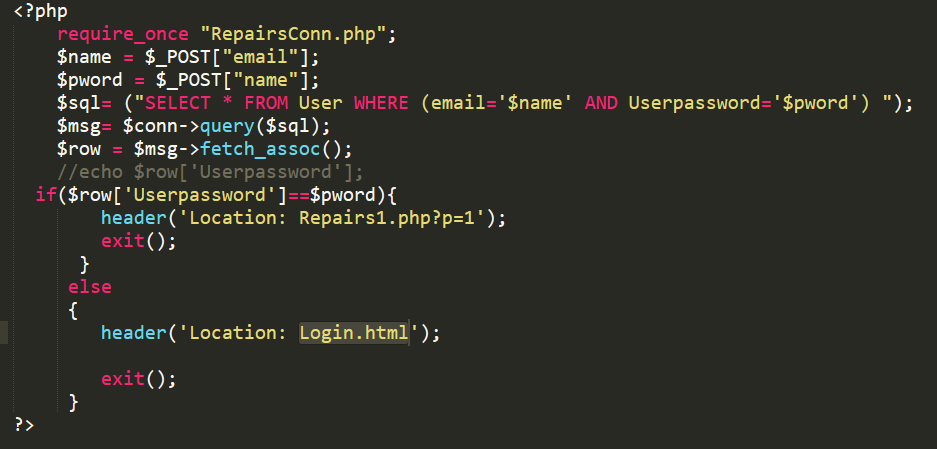 <?php
require_once "RepairsConn.php";
$name = $_POST["email"];
$pword = $_POST["name"];
$sql= ("SELECT * FROM User WHERE (email='$name' AND Userpassword='$pword') ");
$msg= $conn->query($sql);
$row = $msg->fetch_assoc();
//echo $row['Userpassword'];
if($row['Userpassword']==$pword){
header('Location: Repairs1.php?p=1');
exit();
}
else
{
header('Location: Login.html');
exit();
}
?>